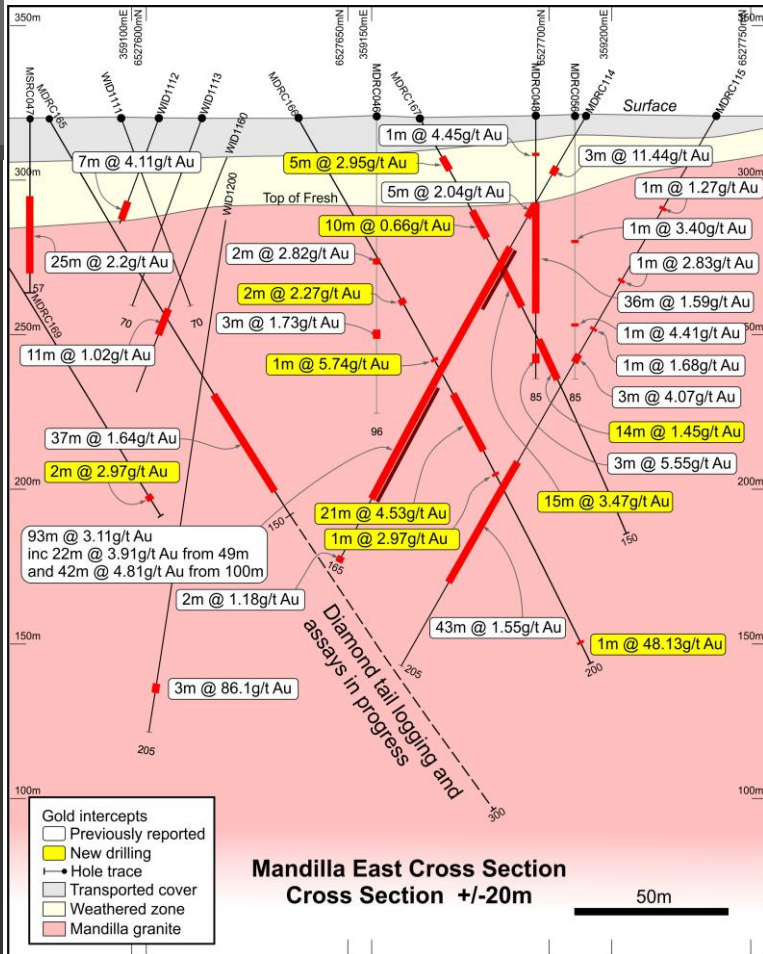 350m
359100mE
6527600mN
6527650mN
359150mE
6527700mN
359200mE
6527750mN
350m
MSRC047
MDRC165
WID1111
WID1112
WID1113
WID1160
WID1200
MDRC166
MDRC046
MDRC167
MDRC048
MDRC056
MDRC114
MDRC115
Surface
1m @ 4.45g/t Au
7m @ 4.11g/t Au
5m @ 2.95g/t Au
3m @ 11.44g/t Au
300m
300m
Top of Fresh
5m @ 2.04g/t Au
1m @ 1.27g/t Au
10m @ 0.66g/t Au
1m @ 3.40g/t Au
25m @ 2.2g/t Au
2m @ 2.82g/t Au
1m @ 2.83g/t Au
57
MDRC169
2m @ 2.27g/t Au
36m @ 1.59g/t Au
70
70
3m @ 1.73g/t Au
250m
250m
1m @ 4.41g/t Au
11m @ 1.02g/t Au
1m @ 5.74g/t Au
1m @ 1.68g/t Au
85
85
3m @ 4.07g/t Au
96
14m @ 1.45g/t Au
37m @ 1.64g/t Au
3m @ 5.55g/t Au
2m @ 2.97g/t Au
200m
200m
15m @ 3.47g/t Au
21m @ 4.53g/t Au
150
1m @ 2.97g/t Au
150
93m @ 3.11g/t Au
inc 22m @ 3.91g/t Au from 49m
and 42m @ 4.81g/t Au from 100m
165
2m @ 1.18g/t Au
43m @ 1.55g/t Au
1m @ 48.13g/t Au
150m
150m
205
200
Diamond tail logging and
assays in progress
3m @ 86.1g/t Au
205
100m
100m
300
Gold intercepts
Previously reported
New drilling
Hole trace
Transported cover
Weathered zone
Mandilla granite
Mandilla East Cross Section
Cross Section +/-20m
50m